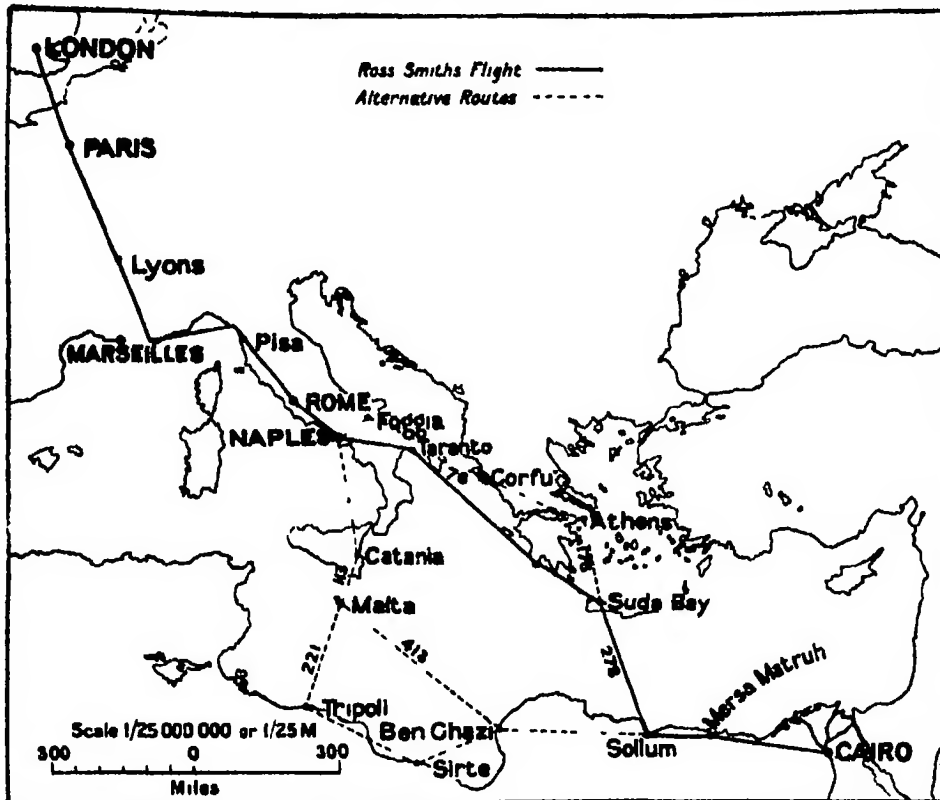 LONDON
Ross Smiths Flight
Alternative Routes
PARIS
Lyons
MARSEILLES
Pisa
ROME
Foggia
NAPLES
Taranto
Corfu
Athens
Catania
178
Malta
Suda Bay
221
413
278
Mersa Matruh
Tripoli
Scale 1/25 000 000 or 1/25 M
Ben Ghazi
Sollum
CAIRO
Sirte
300 0 300
Miles